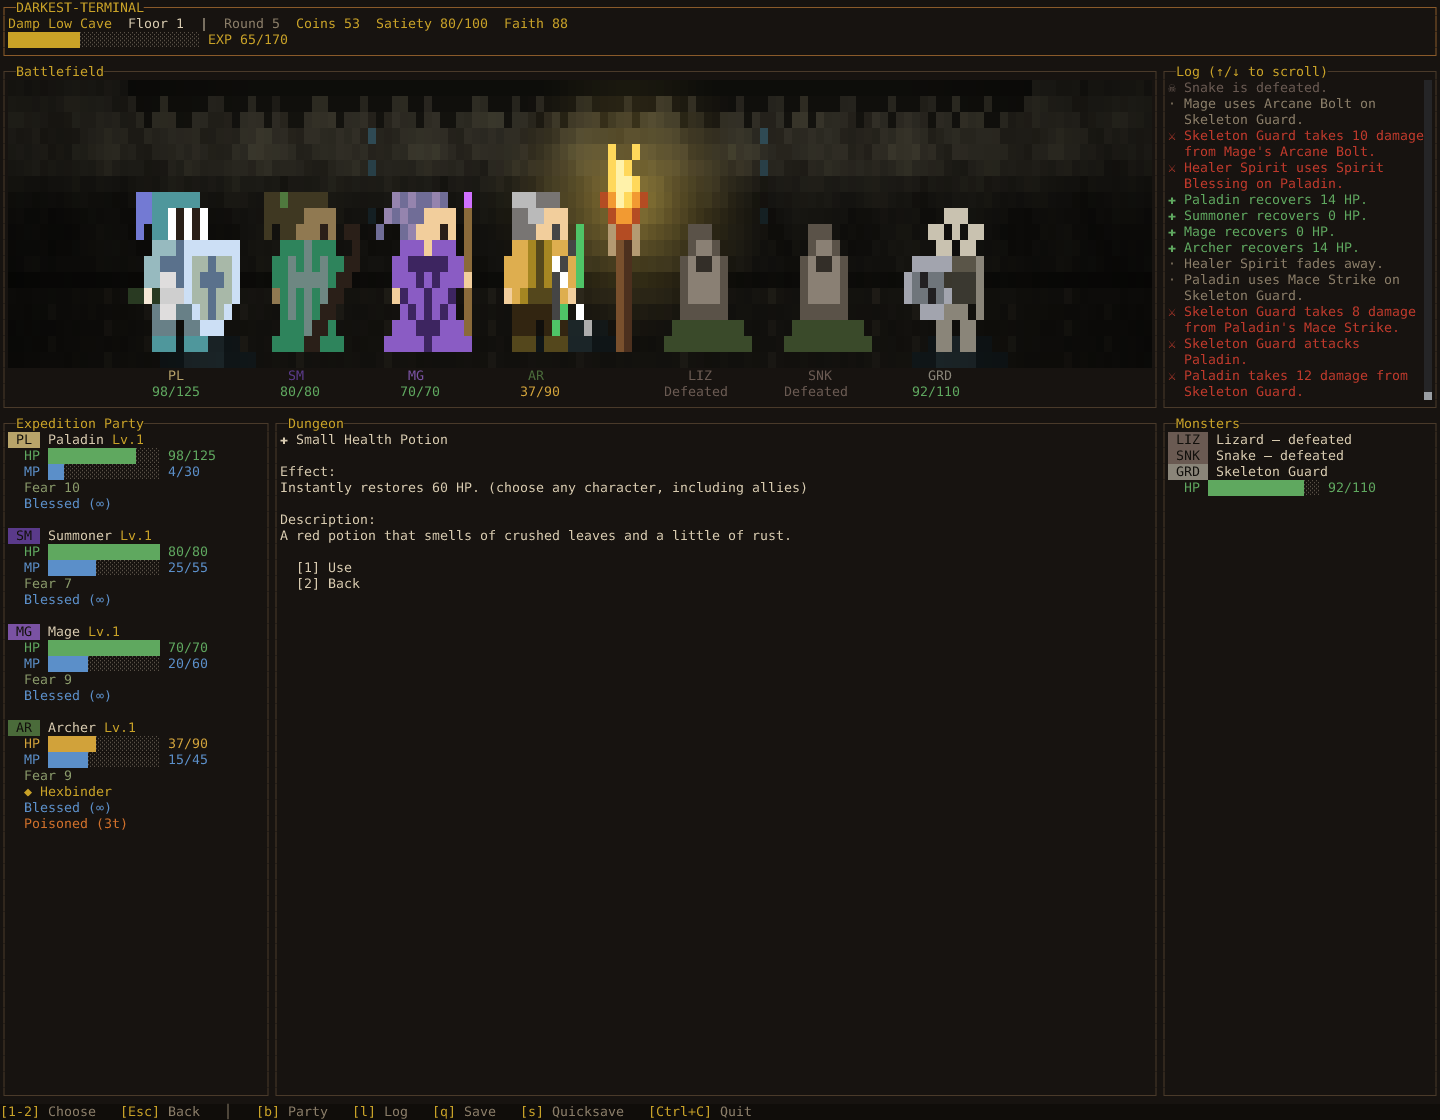 DARKEST-TERMINAL
Damp Low Cave  Floor 1  |  Round 5  Coins 53  Satiety 80/100  Faith 88
EXP 65/170
Battlefield
PL  SM  MG  AR  LIZ  SNK  GRD
98/125  80/80  70/70  37/90  Defeated  Defeated  92/110
Log (↑/↓ to scroll)
☠ Snake is defeated.
· Mage uses Arcane Bolt on
Skeleton Guard.
⚔ Skeleton Guard takes 10 damage
from Mage's Arcane Bolt.
⚔ Healer Spirit uses Spirit
Blessing on Paladin.
✚ Paladin recovers 14 HP.
✚ Summoner recovers 0 HP.
✚ Mage recovers 0 HP.
✚ Archer recovers 14 HP.
· Healer Spirit fades away.
· Paladin uses Mace Strike on
Skeleton Guard.
⚔ Skeleton Guard takes 8 damage
from Paladin's Mace Strike.
⚔ Skeleton Guard attacks
Paladin.
⚔ Paladin takes 12 damage from
Skeleton Guard.
Expedition Party
PL Paladin Lv.1
HP 98/125
MP 4/30
Fear 10
Blessed (∞)
SM Summoner Lv.1
HP 80/80
MP 25/55
Fear 7
Blessed (∞)
MG Mage Lv.1
HP 70/70
MP 20/60
Fear 9
Blessed (∞)
AR Archer Lv.1
HP 37/90
MP 15/45
Fear 9
◆ Hexbinder
Blessed (∞)
Poisoned (3t)
Dungeon
✚ Small Health Potion
Effect:
Instantly restores 60 HP. (choose any character, including allies)
Description:
A red potion that smells of crushed leaves and a little of rust.
[1] Use
[2] Back
Monsters
LIZ Lizard — defeated
SNK Snake — defeated
GRD Skeleton Guard
HP 92/110
[1-2] Choose  [Esc] Back  │  [b] Party  [l] Log  [q] Save  [s] Quicksave  [Ctrl+C] Quit